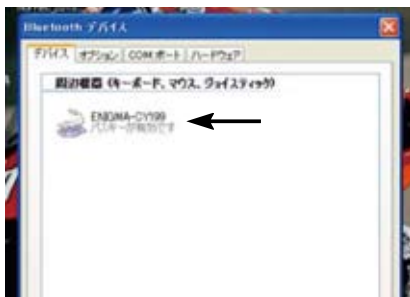 Bluetooth デバイス
デバイス オプション COM ポート ハードウェア
周辺機器 (キーボード、マウス、ジョイスティック)
ENIGMA-CY199
パスキーが有効です